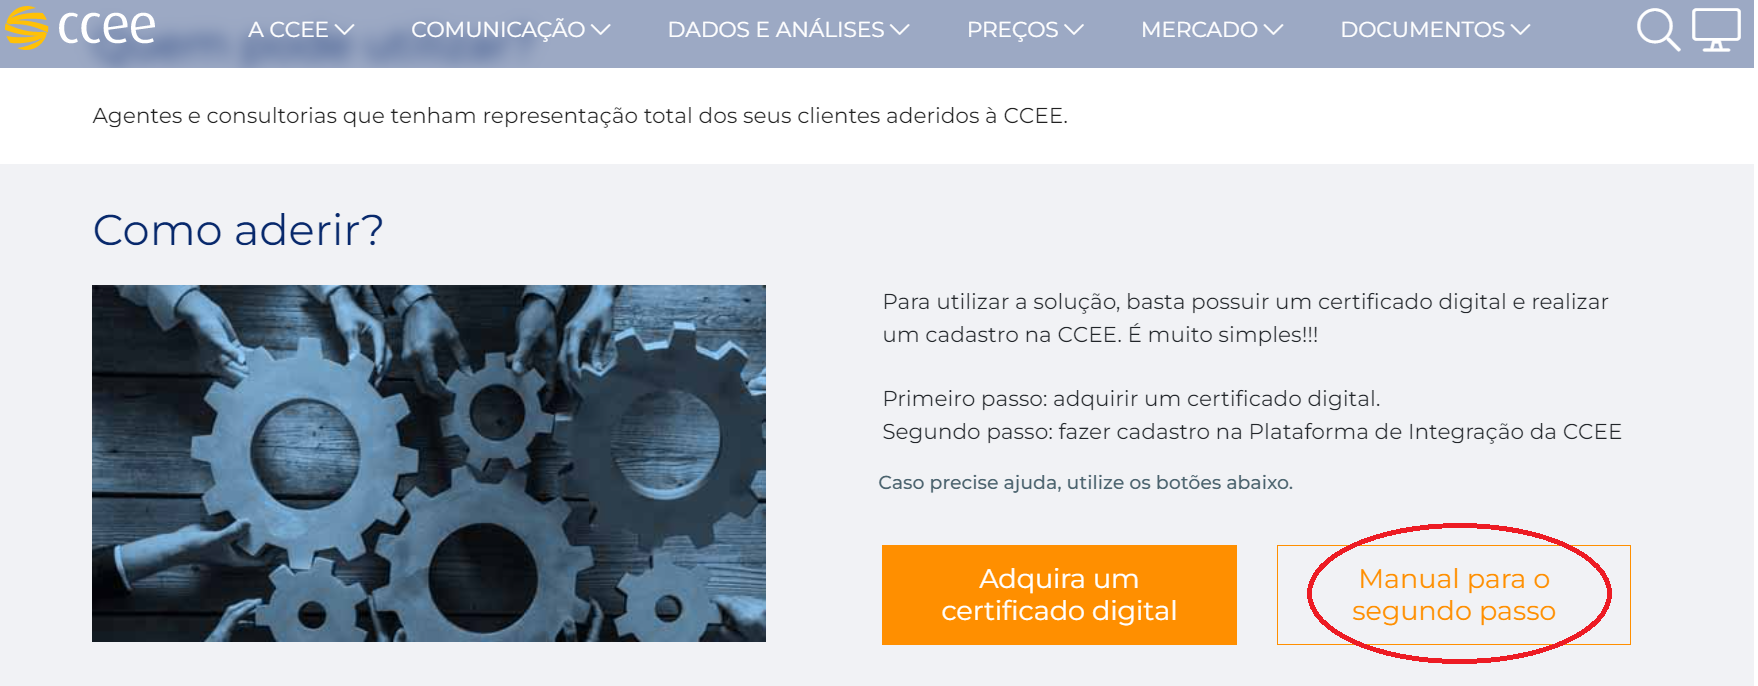 ccee
A CCEE
COMUNICAÇÃO
DADOS E ANÁLISES
PREÇOS
MERCADO
DOCUMENTOS
Quem pode utilizar?
Agentes e consultorias que tenham representação total dos seus clientes aderidos à CCEE.
Como aderir?
Para utilizar a solução, basta possuir um certificado digital e realizar
um cadastro na CCEE. É muito simples!!!
Primeiro passo: adquirir um certificado digital.
Segundo passo: fazer cadastro na Plataforma de Integração da CCEE
Caso precise ajuda, utilize os botões abaixo.
Adquira um
certificado digital
Manual para o
segundo passo